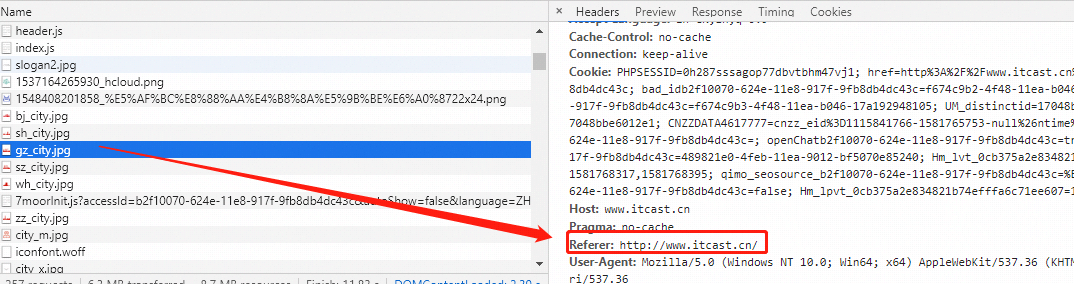 Name
header.js
index.js
slogan2.jpg
1537164265930_hcloud.png
1548408201858_%E5%AF%BC%E8%88%AA%E4%B8%8A%E5%9B%BE%E6%A0%8722x24.png
bj_city.jpg
sh_city.jpg
gz_city.jpg
sz_city.jpg
wh_city.jpg
7moorInit.js?accessId=b2f10070-624e-11e8-917f-9fb8db4dc43c&autoShow=false&language=ZH
zz_city.jpg
city_m.jpg
iconfont.woff
city_x.jpg
257 requests 6.3 MB transferred 8.7 MB resources Finish: 11.82 s DOMContentLoaded: 2.20 s
× Headers Preview Response Timing Cookies
Cache-Control: no-cache
Connection: keep-alive
Cookie: PHPSESSID=0h287sssagop77dbvtbhm47vj1; href=http%3A%2F%2Fwww.itcast.cn%
8db4dc43c; bad_idb2f10070-624e-11e8-917f-9fb8db4dc43c=f674c9b2-4f48-11ea-b046
-917f-9fb8db4dc43c=f674c9b3-4f48-11ea-b046-17a192948105; UM_distinctid=17048b
7048bbe6012e1; CNZZDATA4617777=cnzz_eid%3D1115841766-1581765753-null%26ntime%
624e-11e8-917f-9fb8db4dc43c=; openChatb2f10070-624e-11e8-917f-9fb8db4dc43c=tr
17f-9fb8db4dc43c=489821e0-4feb-11ea-9012-bf5070e85240; Hm_lvt_0cb375a2e834821
1581768317,1581768395; qimo_seosource_b2f10070-624e-11e8-917f-9fb8db4dc43c=%E
624e-11e8-917f-9fb8db4dc43c=false; Hm_lpvt_0cb375a2e834821b74efffa6c71ee607=1
Host: www.itcast.cn
Pragma: no-cache
Referer: http://www.itcast.cn/
User-Agent: Mozilla/5.0 (Windows NT 10.0; Win64; x64) AppleWebKit/537.36 (KHTM
ri/537.36